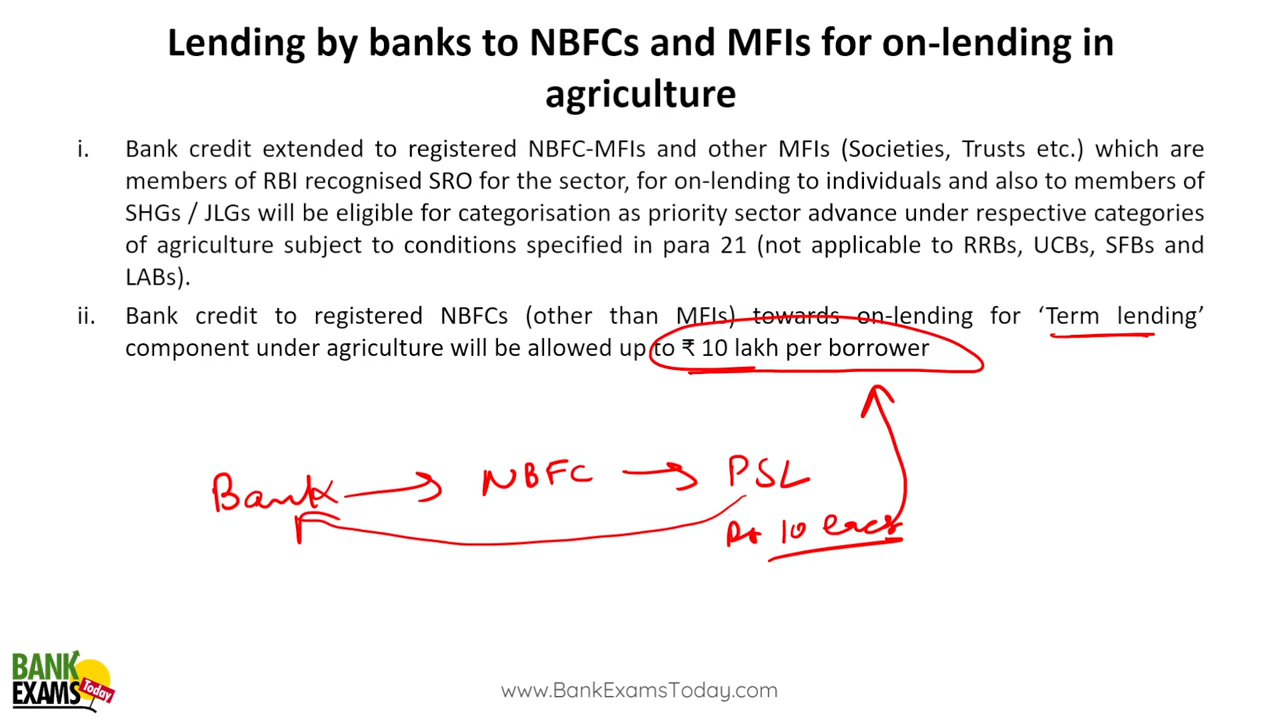 Lending by banks to NBFCs and MFIs for on-lending in
agriculture
i. Bank credit extended to registered NBFC-MFIs and other MFIs (Societies, Trusts etc.) which are
members of RBI recognised SRO for the sector, for on-lending to individuals and also to members of
SHGs / JLGs will be eligible for categorisation as priority sector advance under respective categories
of agriculture subject to conditions specified in para 21 (not applicable to RRBs, UCBs, SFBs and
LABs).
ii. Bank credit to registered NBFCs (other than MFIs) towards on-lending for ‘Term lending’
component under agriculture will be allowed up to ₹ 10 lakh per borrower
Bank → NBFC → PSL
10
BANK
EXAMS Today
www.BankExamsToday.com